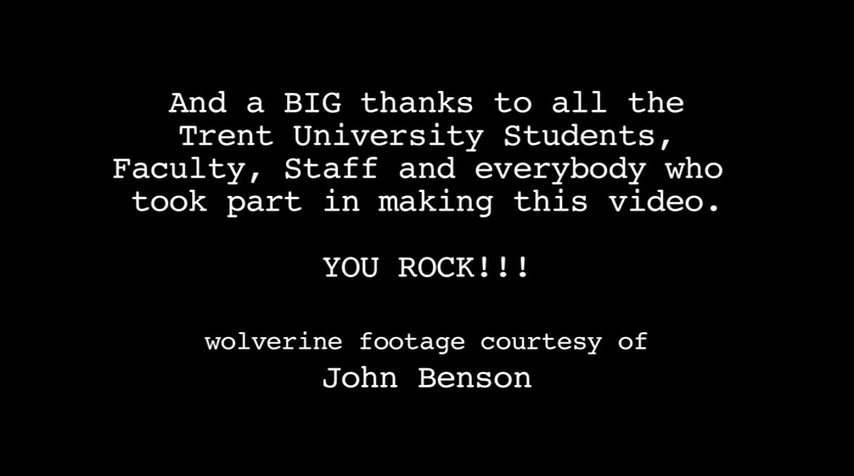 And a BIG thanks to all the
Trent University Students,
Faculty, Staff and everybody who
took part in making this video.
YOU ROCK!!!
wolverine footage courtesy of
John Benson